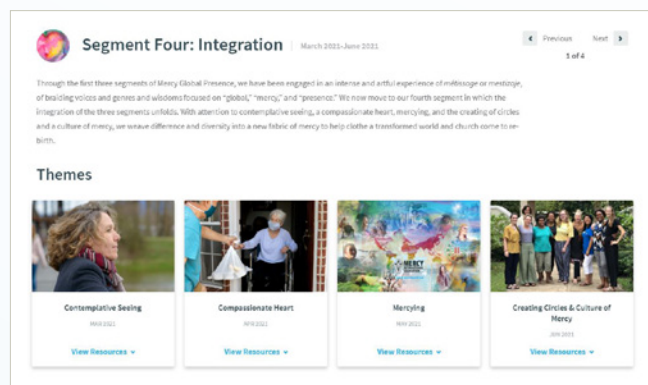 Segment Four: Integration
March 2021-June 2021
Previous Next
1 of 4
Through the first three segments of Mercy Global Presence, we have been engaged in an intense and artful experience of métissage or mestizaje,
of braiding voices and genres and wisdoms focused on "global," "mercy," and "presence." We now move to our fourth segment in which the
integration of the three segments unfolds. With attention to contemplative seeing, a compassionate heart, mercying, and the creating of circles
and a culture of mercy, we weave difference and diversity into a new fabric of mercy to help clothe a transformed world and church come to re-
birth.
Themes
MERCY
Contemplative Seeing
MAR 2021
View Resources
Compassionate Heart
APR 2021
View Resources
Mercying
MAY 2021
View Resources
Creating Circles & Culture of
Mercy
JUN 2021
View Resources